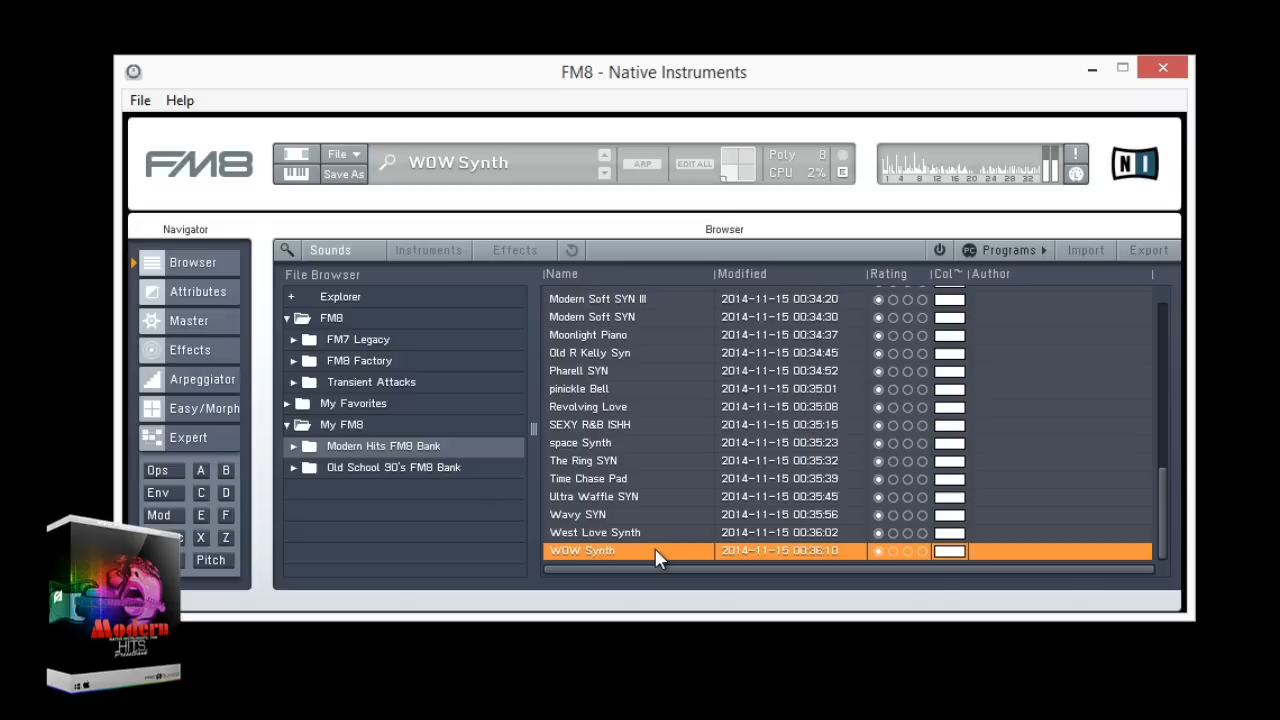 FM8 - Native Instruments
File Help
FM8
File
Save As
WOW Synth
ARP
EDIT ALL
Poly 8
CPU 2%
E
!
1 4 8 12 16 20 24 28 32
N I
Navigator
Browser
Attributes
Master
Effects
Arpeggiator
Easy/Morph
Expert
Ops A B
Env C D
Mod E F
X Z
Pitch
Browser
Sounds Instruments Effects
PC Programs Import Export
File Browser
+ Explorer
FM8
FM7 Legacy
FM8 Factory
Transient Attacks
My Favorites
My FM8
Modern Hits FM8 Bank
Old School 90's FM8 Bank
Name Modified Rating Col~ Author
Modern Soft SYN III 2014-11-15 00:34:20
Modern Soft SYN 2014-11-15 00:34:30
Moonlight Piano 2014-11-15 00:34:37
Old R Kelly Syn 2014-11-15 00:34:45
Pharell SYN 2014-11-15 00:34:52
pinickle Bell 2014-11-15 00:35:01
Revolving Love 2014-11-15 00:35:08
SEXY R&B ISHH 2014-11-15 00:35:15
space Synth 2014-11-15 00:35:23
The Ring SYN 2014-11-15 00:35:32
Time Chase Pad 2014-11-15 00:35:39
Ultra Waffle SYN 2014-11-15 00:35:45
Wavy SYN 2014-11-15 00:35:56
West Love Synth 2014-11-15 00:36:02
WOW Synth 2014-11-15 00:36:10
Modern
HITS